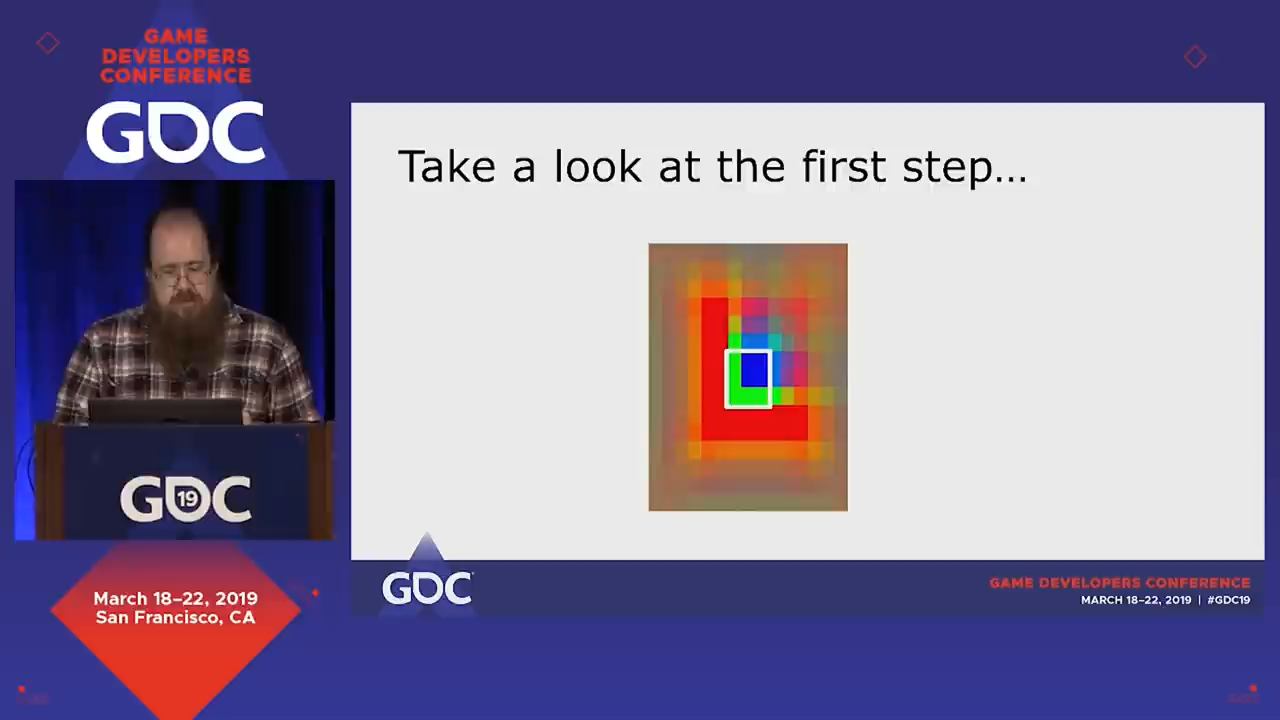 GAME
DEVELOPERS
CONFERENCE
GDC
Take a look at the first step...
GDC
19
March 18–22, 2019
San Francisco, CA
GDC
GAME DEVELOPERS CONFERENCE
MARCH 18–22, 2019 | #GDC19